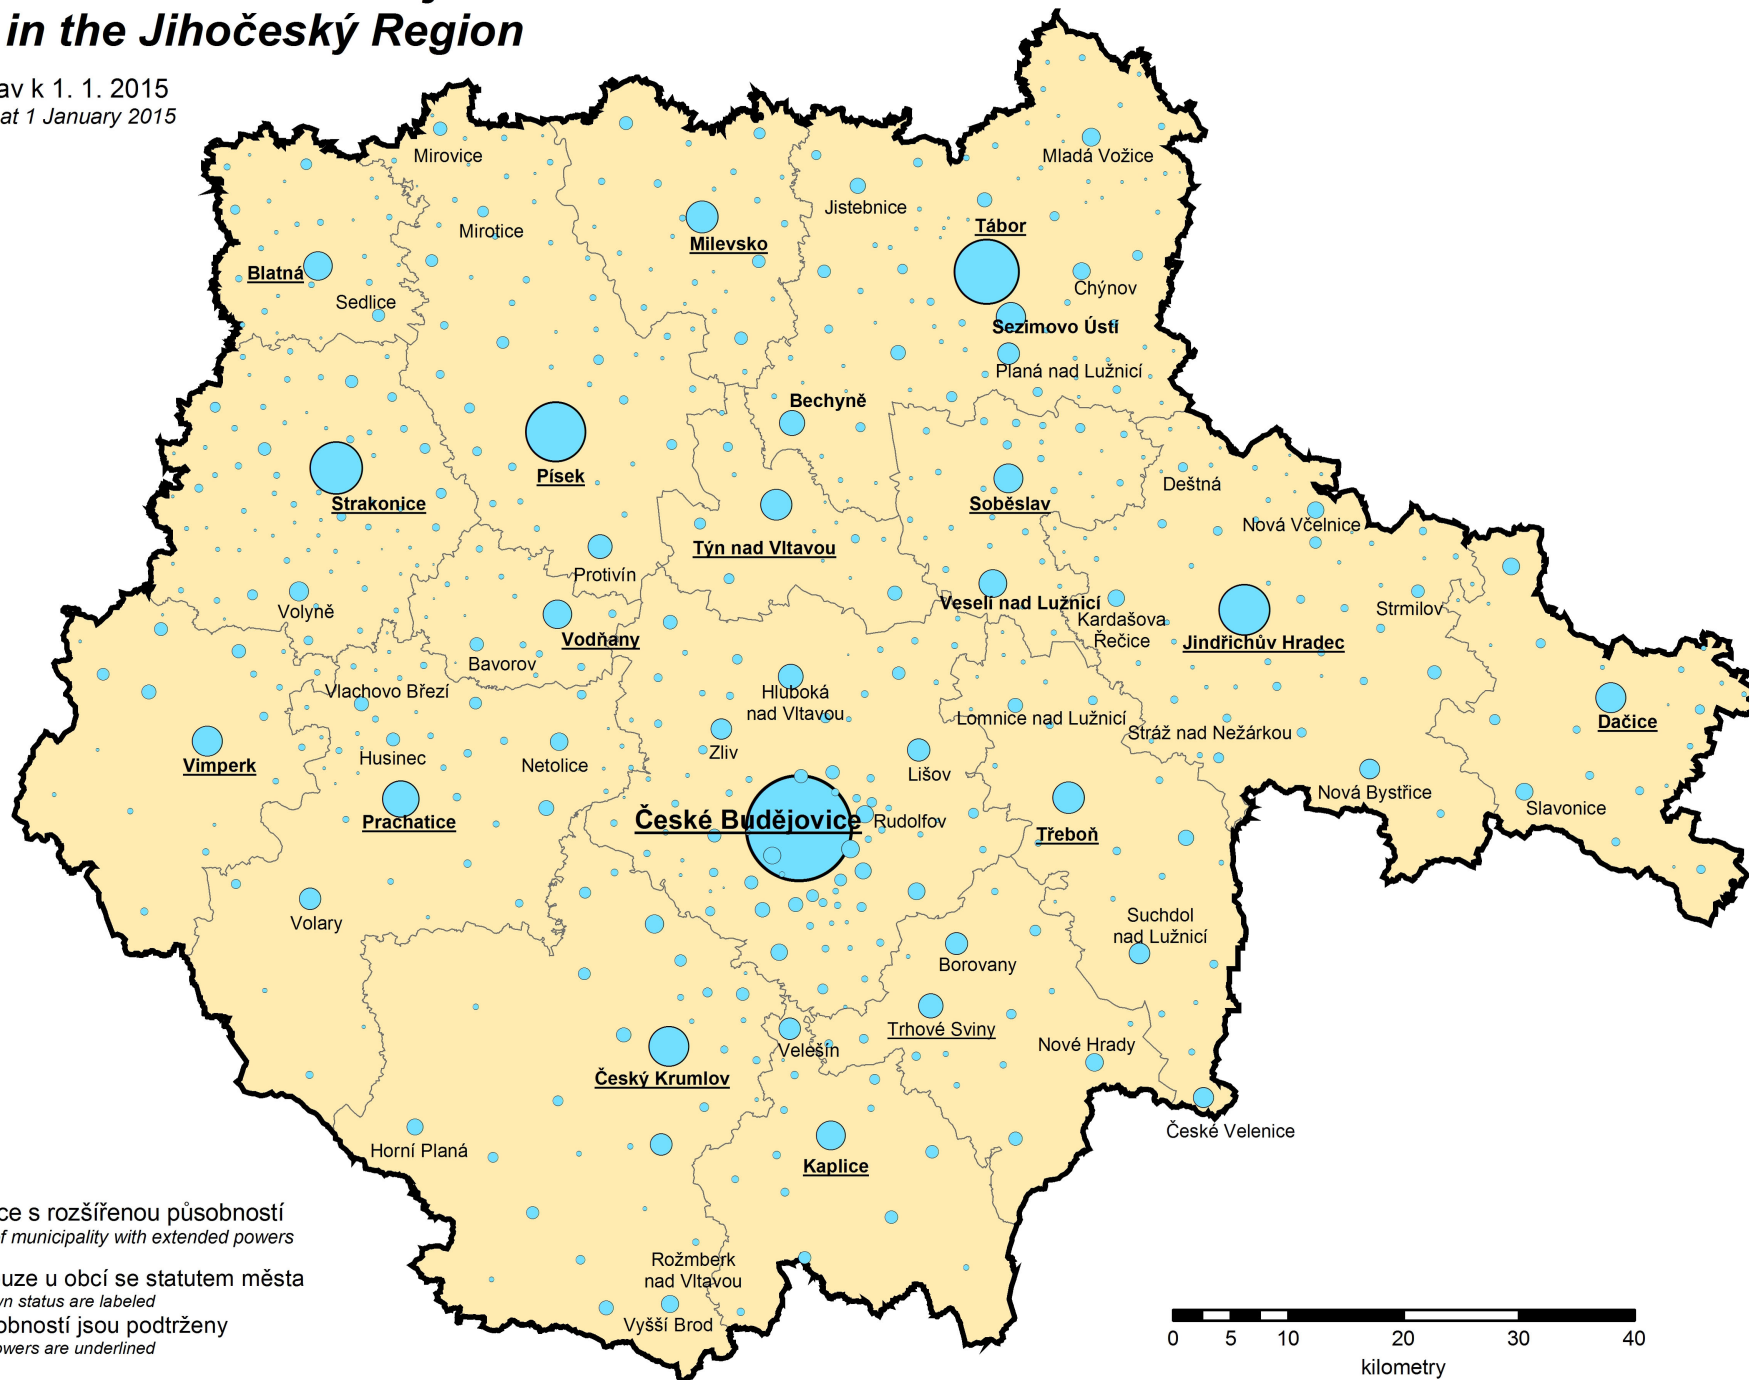 in the Jihočeský Region
av k 1. 1. 2015
at 1 January 2015
Mirovice
Mladá Vožice
Jistebnice
Mirotice
Tábor
Milevsko
Blatná
Chýnov
Sedlice
Sezimovo Ústí
Planá nad Lužnicí
Bechyně
Písek
Deštná
Strakonice
Soběslav
Nová Včelnice
Týn nad Vltavou
Protivín
Volyně
Veselí nad Lužnicí
Strmilov
Kardašova
Řečice
Vodňany
Jindřichův Hradec
Bavorov
Vlachovo Březí
Hluboká
nad Vltavou
Lomnice nad Lužnicí
Dačice
Stráž nad Nežárkou
Zliv
Husinec
Vimperk
Netolice
Lišov
Nová Bystřice
Slavonice
Prachatice
České Budějovice
Rudolfov
Třeboň
Volary
Suchdol
nad Lužnicí
Borovany
Trhové Sviny
Nové Hrady
Velešín
Český Krumlov
České Velenice
Horní Planá
Kaplice
Rožmberk
nad Vltavou
Vyšší Brod
ce s rozšířenou působností
f municipality with extended powers
uze u obcí se statutem města
wn status are labeled
obností jsou podtrženy
owers are underlined
0 5 10 20 30 40
kilometry